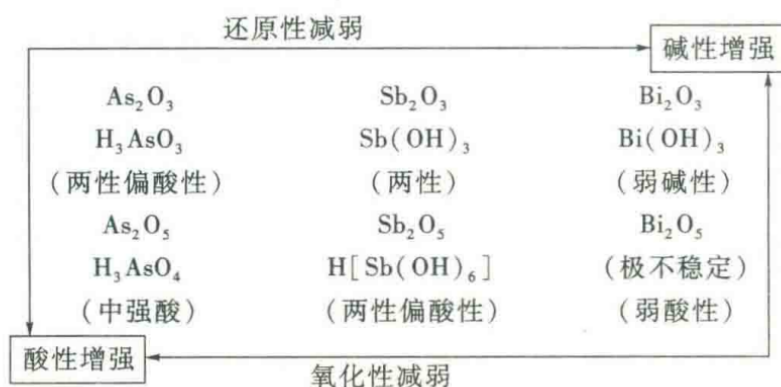 还原性减弱
碱性增强
As₂O₃ Sb₂O₃ Bi₂O₃
H₃AsO₃ Sb(OH)₃ Bi(OH)₃
(两性偏酸性) (两性) (弱碱性)
As₂O₅ Sb₂O₅ Bi₂O₅
H₃AsO₄ H[Sb(OH)₆] (极不稳定)
(中强酸) (两性偏酸性) (弱酸性)
酸性增强
氧化性减弱